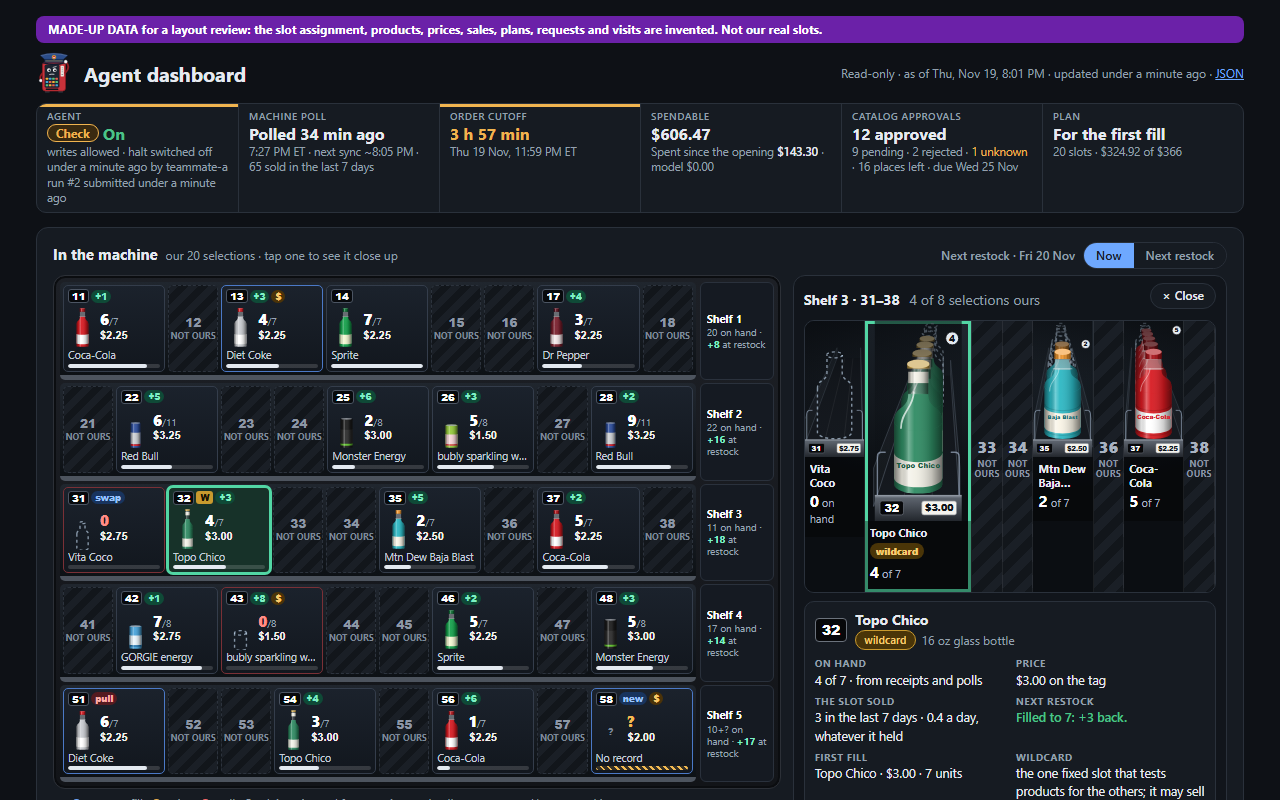 MADE-UP DATA for a layout review: the slot assignment, products, prices, sales, plans, requests and visits are invented. Not our real slots.
Agent dashboard
Read-only · as of Thu, Nov 19, 8:01 PM · updated under a minute ago · JSON
AGENT
Check On
writes allowed · halt switched off
under a minute ago by teammate-a
run #2 submitted under a minute
ago
MACHINE POLL
Polled 34 min ago
7:27 PM ET · next sync ~8:05 PM ·
65 sold in the last 7 days
ORDER CUTOFF
3 h 57 min
Thu 19 Nov, 11:59 PM ET
SPENDABLE
$606.47
Spent since the opening $143.30 ·
model $0.00
CATALOG APPROVALS
12 approved
9 pending · 2 rejected · 1 unknown
· 16 places left · due Wed 25 Nov
PLAN
For the first fill
20 slots · $324.92 of $366
In the machine our 20 selections · tap one to see it close up
Next restock · Fri 20 Nov Now Next restock
11 +1
6/7
$2.25
Coca-Cola
12
NOT OURS
13 +3 $
4/7
$2.25
Diet Coke
14
7/7
$2.25
Sprite
15
NOT OURS
16
NOT OURS
17 +4
3/7
$2.25
Dr Pepper
18
NOT OURS
Shelf 1
20 on hand ·
+8 at restock
21
NOT OURS
22 +5
6/11
$3.25
Red Bull
23
NOT OURS
24
NOT OURS
25 +6
2/8
$3.00
Monster Energy
26 +3
5/8
$1.50
bubly sparkling w...
27
NOT OURS
28 +2
9/11
$3.25
Red Bull
Shelf 2
22 on hand ·
+16 at
restock
31 swap
0
$2.75
Vita Coco
32 W +3
4/7
$3.00
Topo Chico
33
NOT OURS
34
NOT OURS
35 +5
2/7
$2.50
Mtn Dew Baja Blast
36
NOT OURS
37 +2
5/7
$2.25
Coca-Cola
38
NOT OURS
Shelf 3
11 on hand ·
+18 at
restock
41
NOT OURS
42 +1
7/8
$2.75
GORGIE energy
43 +8 $
0/8
$1.50
bubly sparkling w...
44
NOT OURS
45
NOT OURS
46 +2
5/7
$2.25
Sprite
47
NOT OURS
48 +3
5/8
$3.00
Monster Energy
Shelf 4
17 on hand ·
+14 at
restock
51 pull
6/7
$2.25
Diet Coke
52
NOT OURS
53
NOT OURS
54 +4
3/7
$3.00
Topo Chico
55
NOT OURS
56 +6
1/7
$2.25
Coca-Cola
57
NOT OURS
58 new $
?
?
$2.00
No record
Shelf 5
10+? on
hand · +17 at
restock
Shelf 3 · 31–38 4 of 8 selections ours
× Close
31 $2.75
Vita
Coco
0 on
hand
4
Topo Chico
32 $3.00
Topo Chico
wildcard
4 of 7
33
NOT
OURS
34
NOT
OURS
2
Baja Blast
35 $2.50
Mtn Dew
Baja...
2 of 7
36
NOT
OURS
5
Coca-Cola
37 $2.25
Coca-
Cola
5 of 7
38
NOT
OURS
32
Topo Chico
wildcard 16 oz glass bottle
ON HAND
4 of 7 · from receipts and polls
PRICE
$3.00 on the tag
THE SLOT SOLD
3 in the last 7 days · 0.4 a day,
whatever it held
NEXT RESTOCK
Filled to 7: +3 back.
FIRST FILL
Topo Chico · $3.00 · 7 units
WILDCARD
the one fixed slot that tests
products for the others; it may sell